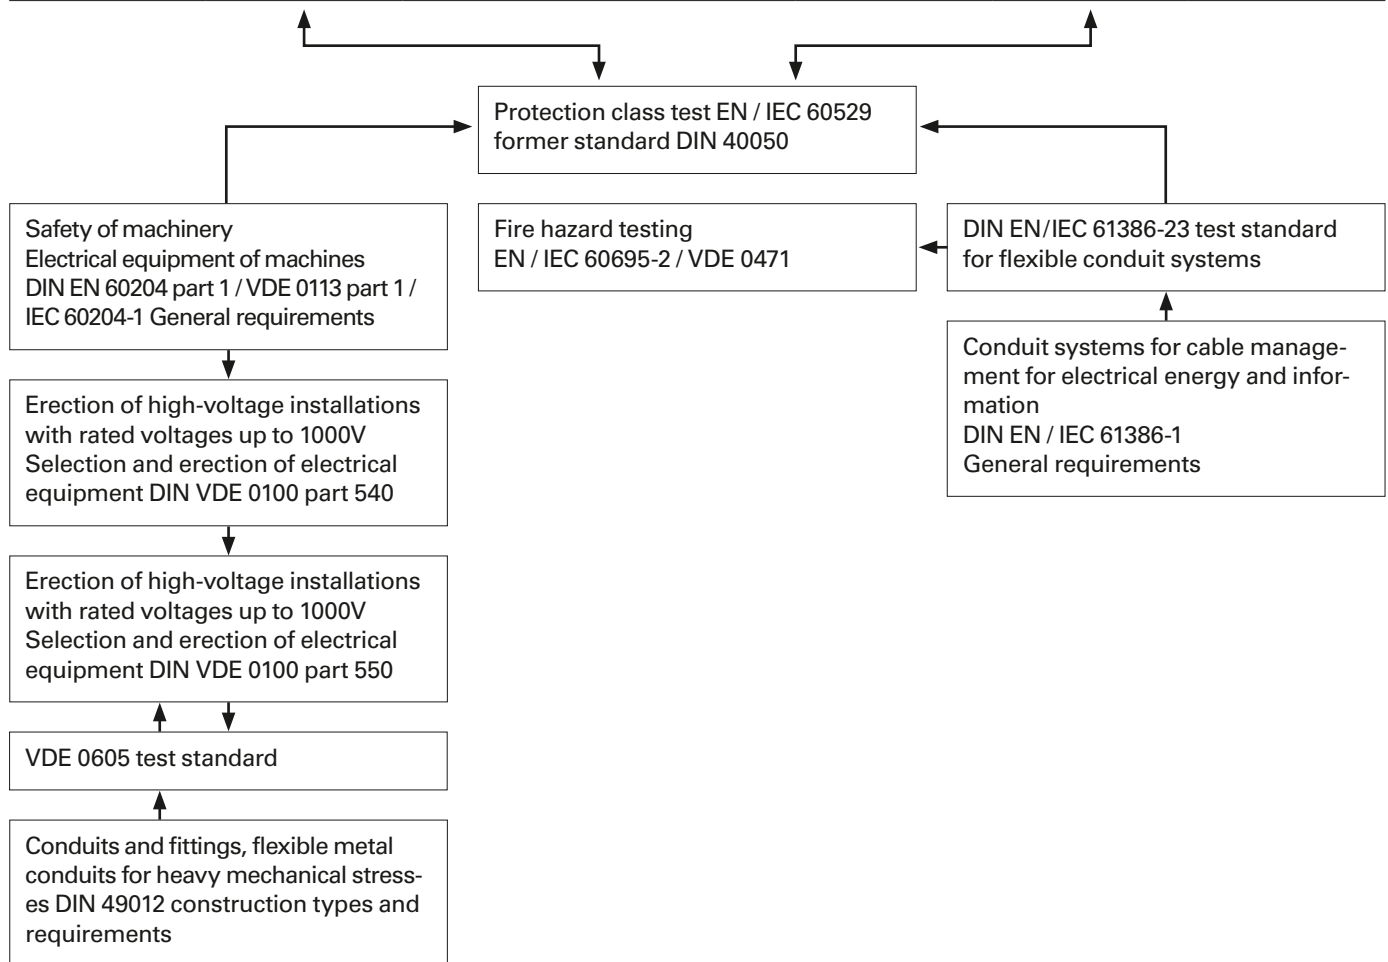 Protection class test EN / IEC 60529
former standard DIN 40050
Safety of machinery
Electrical equipment of machines
DIN EN 60204 part 1 / VDE 0113 part 1 /
IEC 60204-1 General requirements
Fire hazard testing
EN / IEC 60695-2 / VDE 0471
DIN EN/IEC 61386-23 test standard
for flexible conduit systems
Conduit systems for cable manage-
ment for electrical energy and infor-
mation
DIN EN / IEC 61386-1
General requirements
Erection of high-voltage installations
with rated voltages up to 1000V
Selection and erection of electrical
equipment DIN VDE 0100 part 540
Erection of high-voltage installations
with rated voltages up to 1000V
Selection and erection of electrical
equipment DIN VDE 0100 part 550
VDE 0605 test standard
Conduits and fittings, flexible metal
conduits for heavy mechanical stress-
es DIN 49012 construction types and
requirements